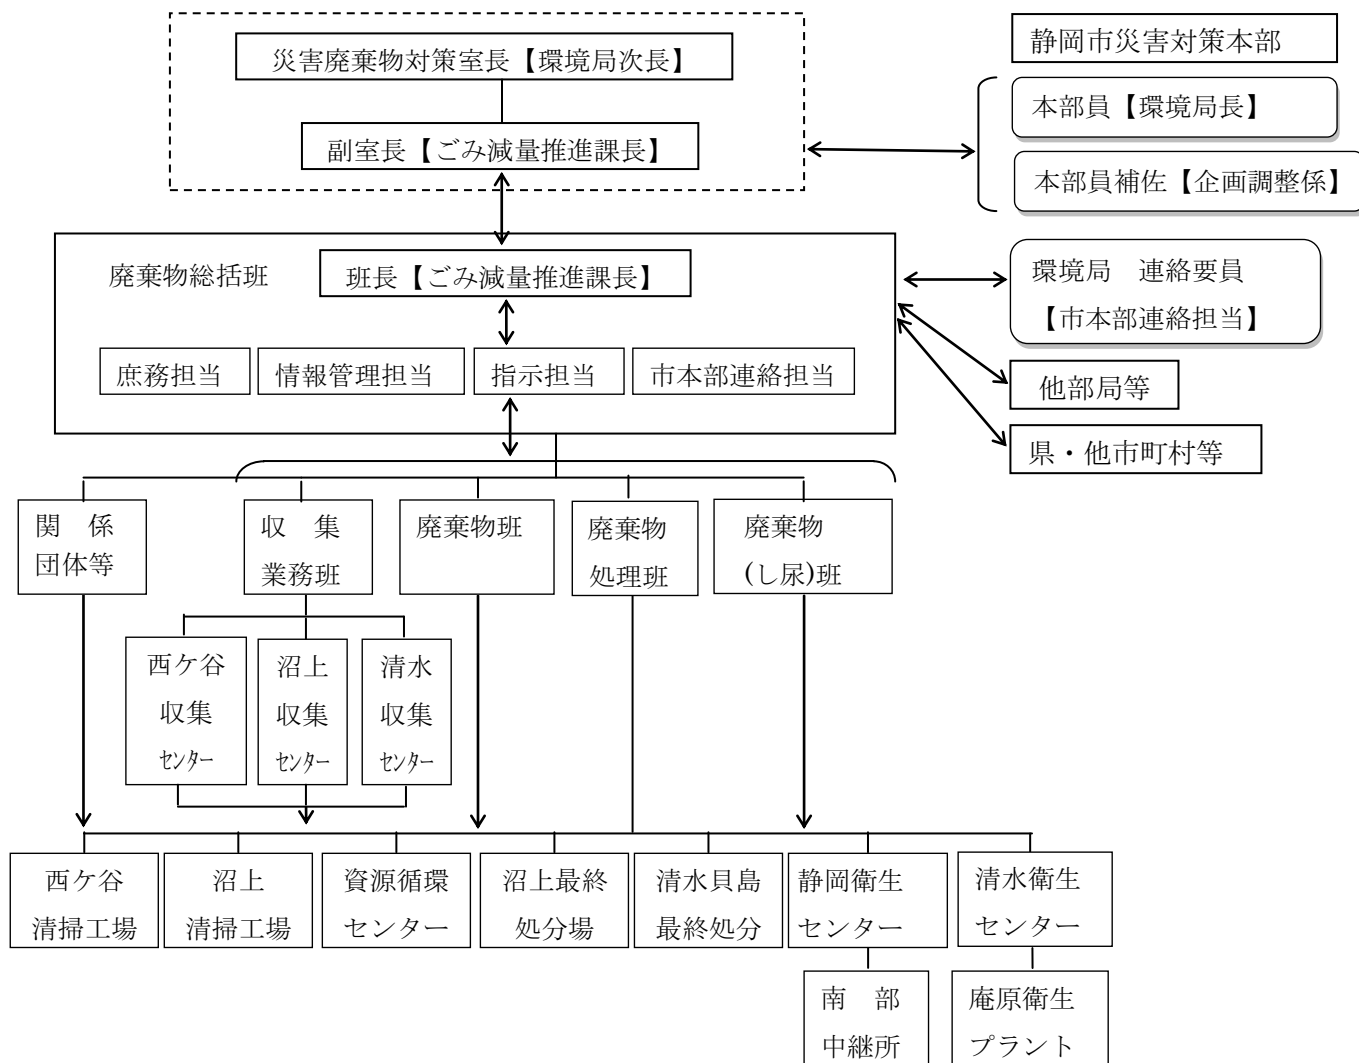 災害廃棄物対策室長【環境局次長】
副室長【ごみ減量推進課長】
静岡市災害対策本部
本部員【環境局長】
本部員補佐【企画調整係】
廃棄物総括班
班長【ごみ減量推進課長】
環境局　連絡要員
【市本部連絡担当】
庶務担当
情報管理担当
指示担当
市本部連絡担当
他部局等
県・他市町村等
関　係
団体等
収　集
業務班
廃棄物班
廃棄物
処理班
廃棄物
(し尿)班
西ケ谷
収集
ｾﾝﾀｰ
沼上
収集
ｾﾝﾀｰ
清水
収集
ｾﾝﾀｰ
西ケ谷
清掃工場
沼上
清掃工場
資源循環
センター
沼上最終
処分場
清水貝島
最終処分
静岡衛生
センター
清水衛生
センター
南　部
中継所
庵原衛生
プラント